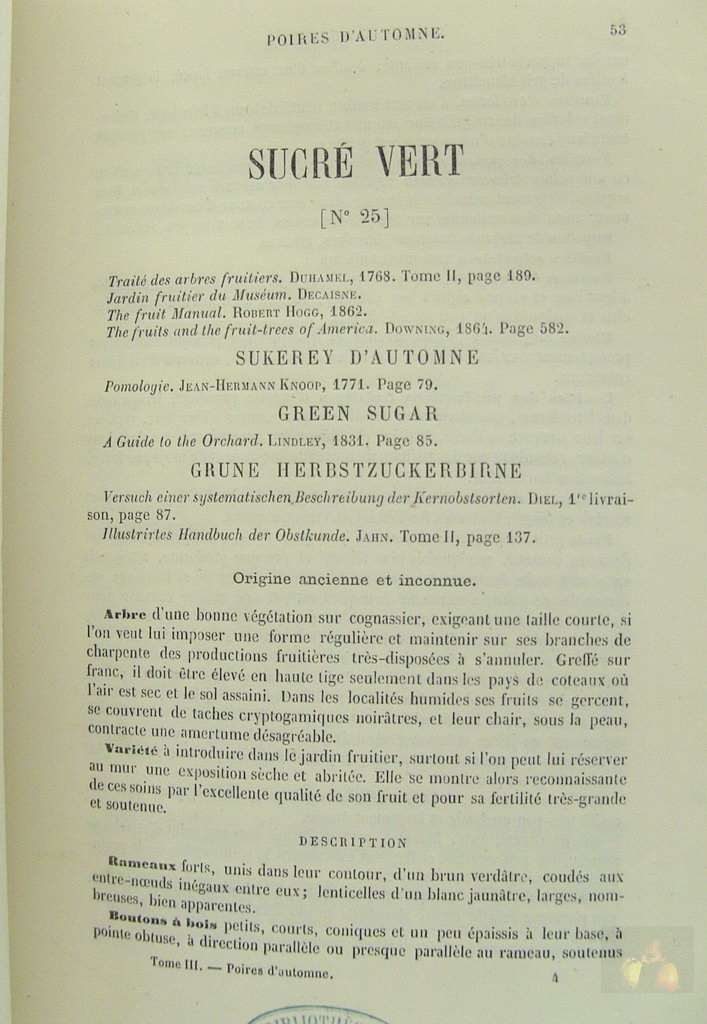 POIRES D'AUTOMNE.
53
SUCRÉ VERT
[N° 25]
Traité des arbres fruitiers. DUHAMEL, 1768. Tome II, page 189.
Jardin fruitier du Muséum. DECAISNE.
The fruit Manual. ROBERT HOGG, 1862.
The fruits and the fruit-trees of America. DOWNING, 1864. Page 582.
SUKEREY D'AUTOMNE
Pomologie. JEAN-HERMANN KNOOP, 1771. Page 79.
GREEN SUGAR
A Guide to the Orchard. LINDLEY, 1831. Page 85.
GRUNE HERBSTZUCKERBIRNE
Versuch einer systematischen Beschreibung der Kernobstsorten. DIEL, 1re livrai-
son, page 87.
Illustrirtes Handbuch der Obstkunde. JAHN. Tome II, page 137.
Origine ancienne et inconnue.
Arbre d'une bonne végétation sur cognassier, exigeant une taille courte, si
l'on veut lui imposer une forme régulière et maintenir sur ses branches de
charpente des productions fruitières très-disposées à s'annuler. Greffé sur
franc, il doit être élevé en haute tige seulement dans les pays de coteaux où
l'air est sec et le sol assaini. Dans les localités humides ses fruits se gercent,
se couvrent de taches cryptogamiques noirâtres, et leur chair, sous la peau,
contracte une amertume désagréable.
Variété à introduire dans le jardin fruitier, surtout si l'on peut lui réserver
au mur une exposition sèche et abritée. Elle se montre alors reconnaissante
de ces soins par l'excellente qualité de son fruit et pour sa fertilité très-grande
et soutenue.
DESCRIPTION
Rameaux forts, unis dans leur contour, d'un brun verdâtre, coudés aux
entre-nœuds inégaux entre eux; lenticelles d'un blanc jaunâtre, larges, nom-
breuses, bien apparentes.
Boutons à bois petits, courts, coniques et un peu épaissis à leur base, à
pointe obtuse, à direction parallèle ou presque parallèle au rameau, soutenus
Tome III. — Poires d'automne.
4